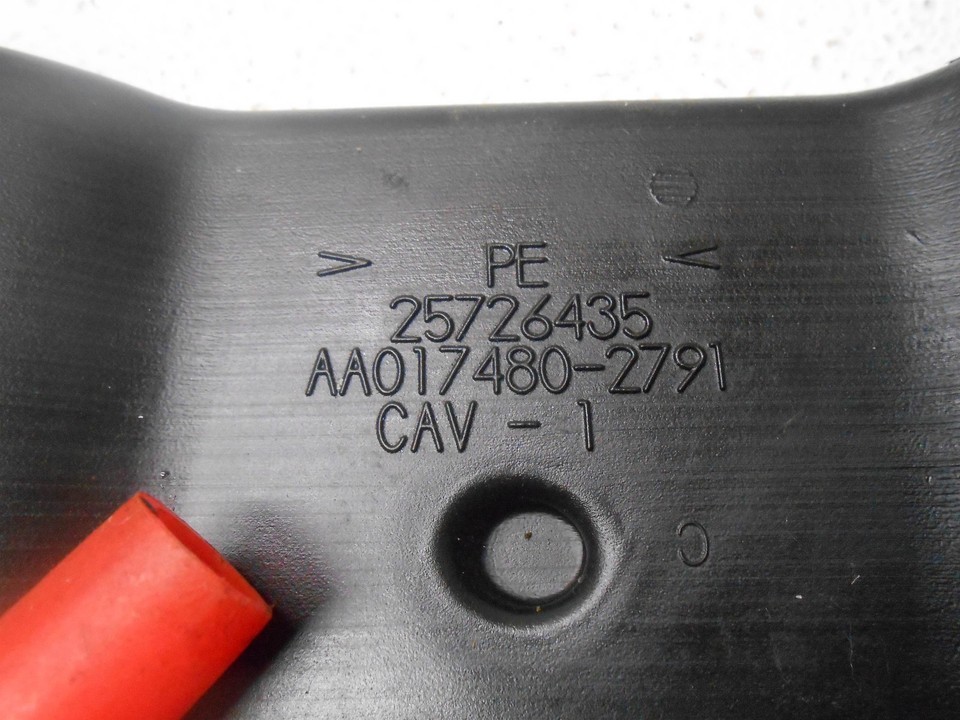 > PE <
25726435
AA017480-2791
CAV - 1
C